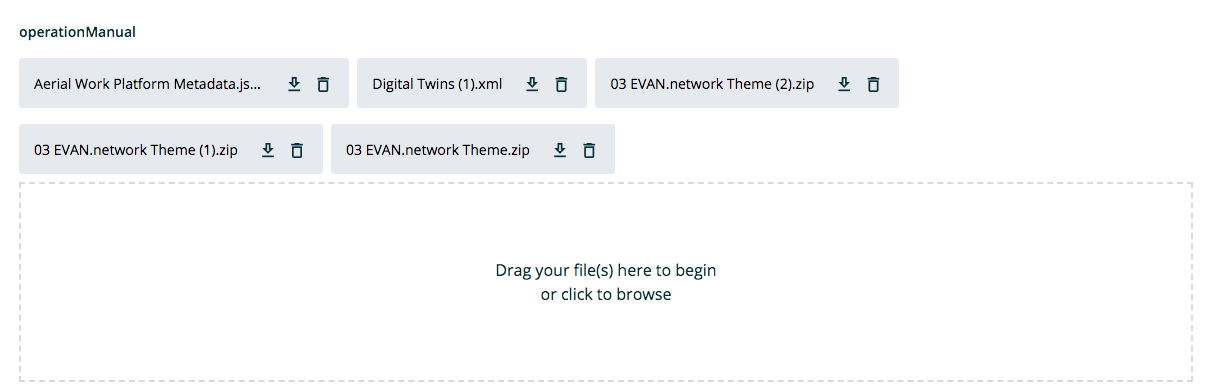 operationManual
Aerial Work Platform Metadata.js... Digital Twins (1).xml 03 EVAN.network Theme (2).zip
03 EVAN.network Theme (1).zip 03 EVAN.network Theme.zip
Drag your file(s) here to begin
or click to browse